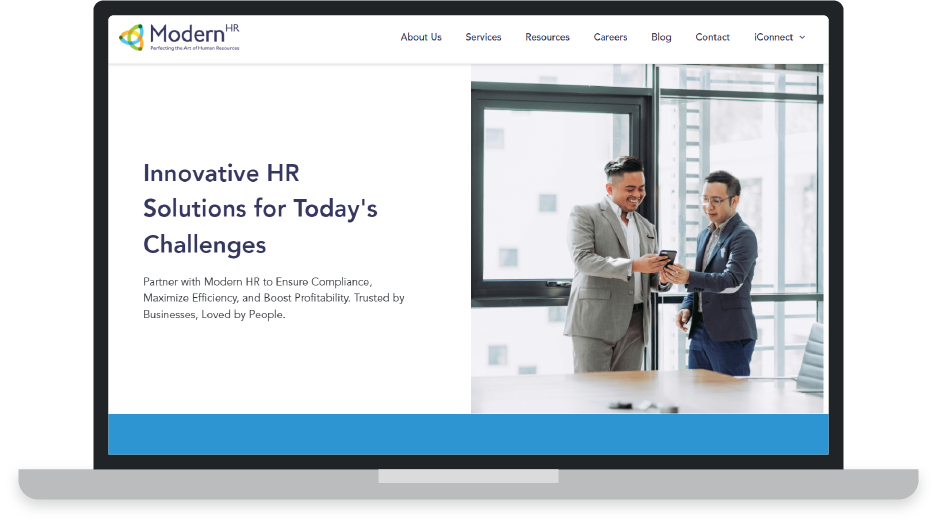 ModernHR
Perfecting the Art of Human Resources
About Us
Services
Resources
Careers
Blog
Contact
iConnect
Innovative HR
Solutions for Today's
Challenges
Partner with Modern HR to Ensure Compliance,
Maximize Efficiency, and Boost Profitability. Trusted by
Businesses, Loved by People.